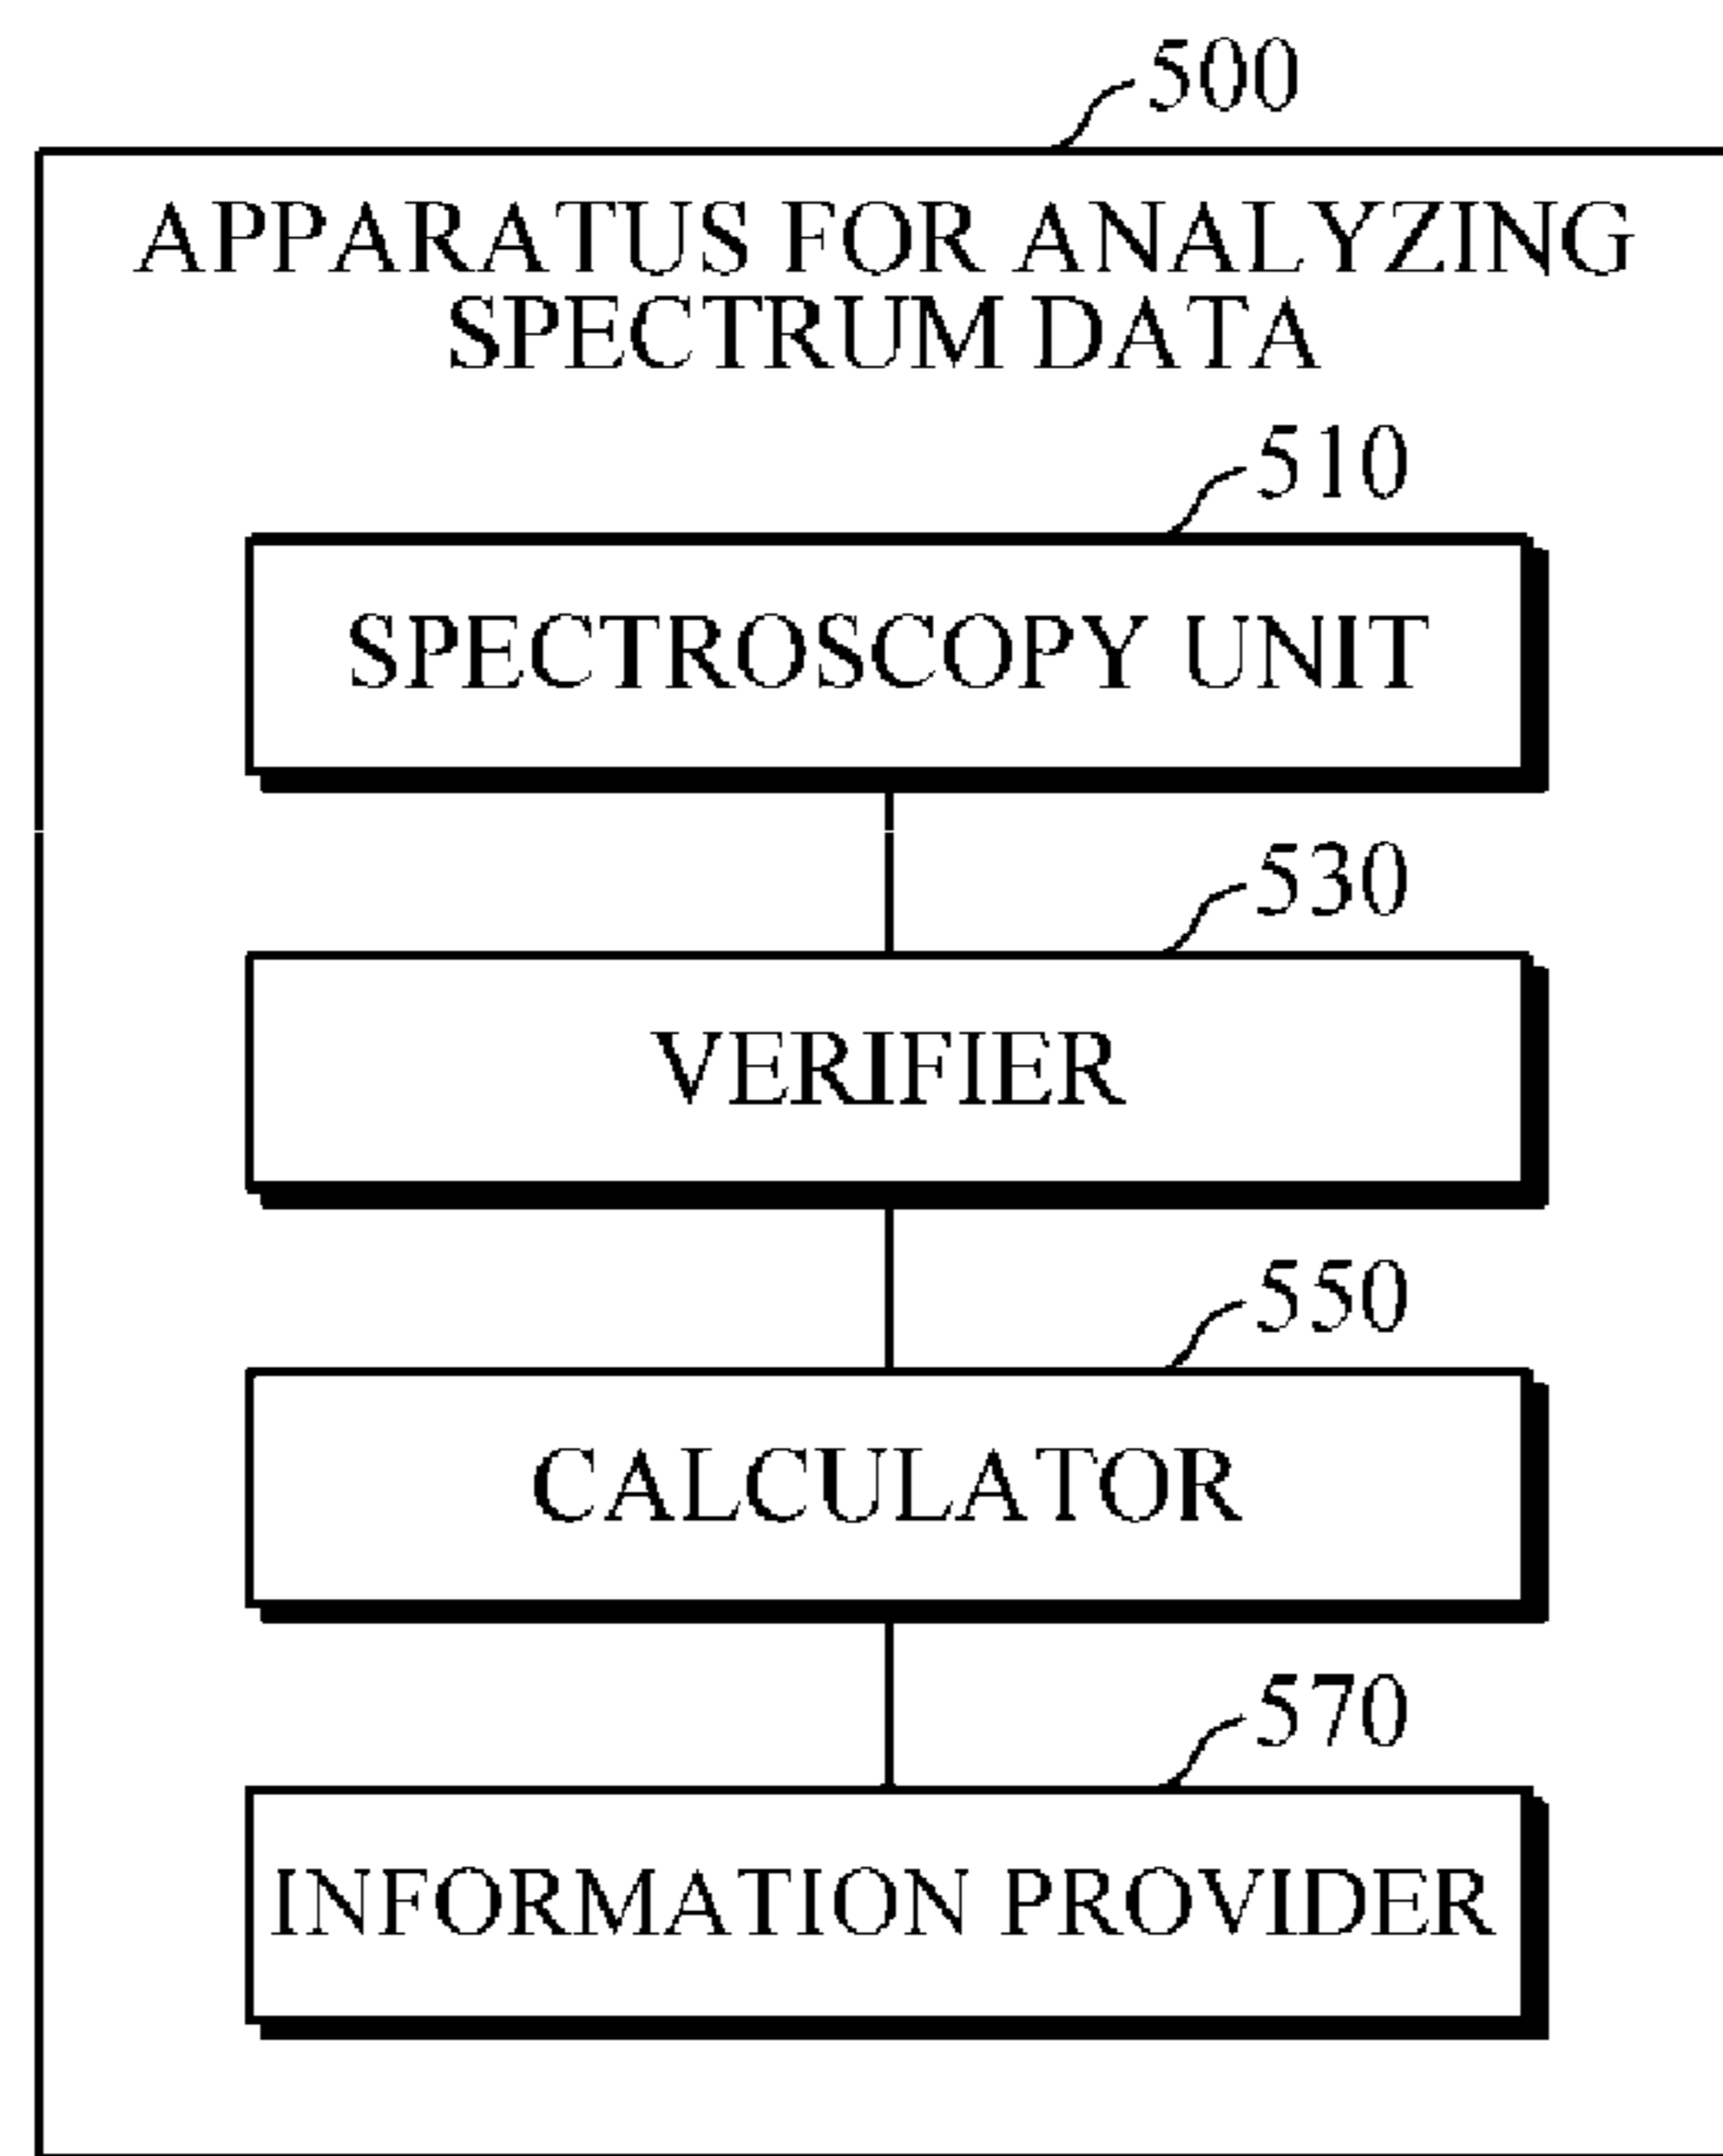 500
APPARATUS FOR ANALYZING
SPECTRUM DATA
510
SPECTROSCOPY UNIT
530
VERIFIER
550
CALCULATOR
570
INFORMATION PROVIDER